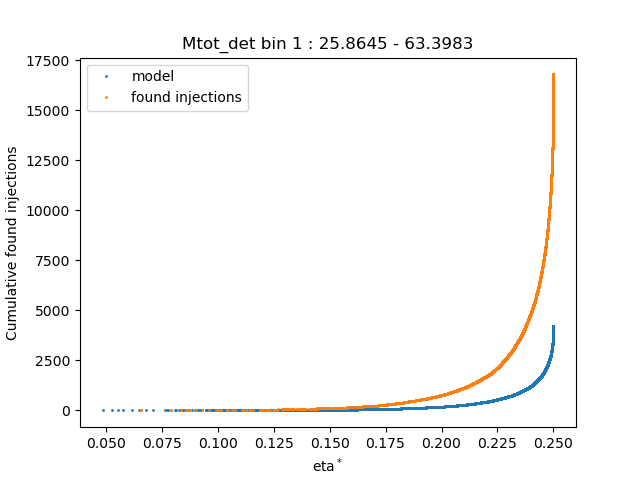 Mtot_det bin 1 : 25.8645 - 63.3983
model
found injections
Cumulative found injections
17500
15000
12500
10000
7500
5000
2500
0
0.050 0.075 0.100 0.125 0.150 0.175 0.200 0.225 0.250
eta*